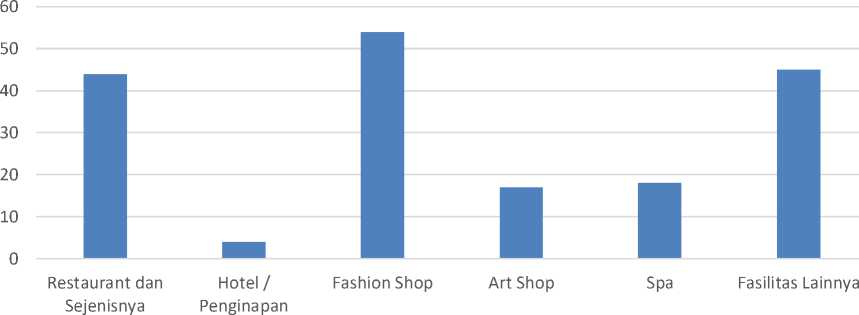 60
50
40
30
20
10
0
Restaurant dan
Sejenisnya
Hotel /
Penginapan
Fashion Shop
Art Shop
Spa
Fasilitas Lainnya